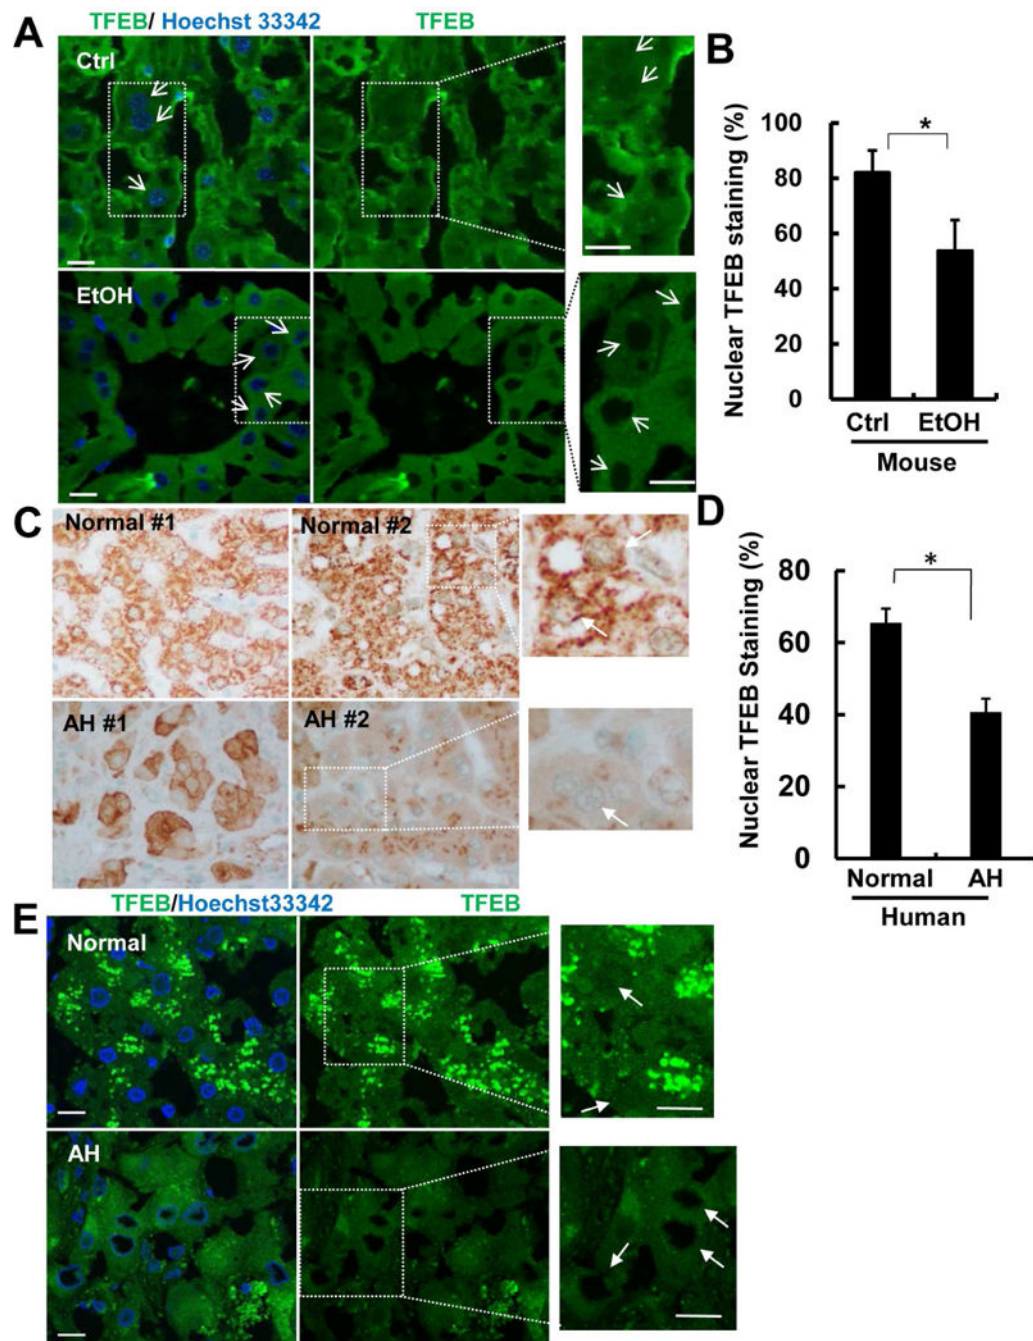 A
TFEB/ Hoechst 33342
TFEB
Ctrl
EtOH
B
Nuclear TFEB staining (%)
100
80
60
40
20
0
*
Ctrl
EtOH
Mouse
C
Normal #1
Normal #2
AH #1
AH #2
D
Nuclear TFEB Staining (%)
80
60
40
20
0
*
Normal
AH
Human
E
TFEB/Hoechst33342
TFEB
Normal
AH